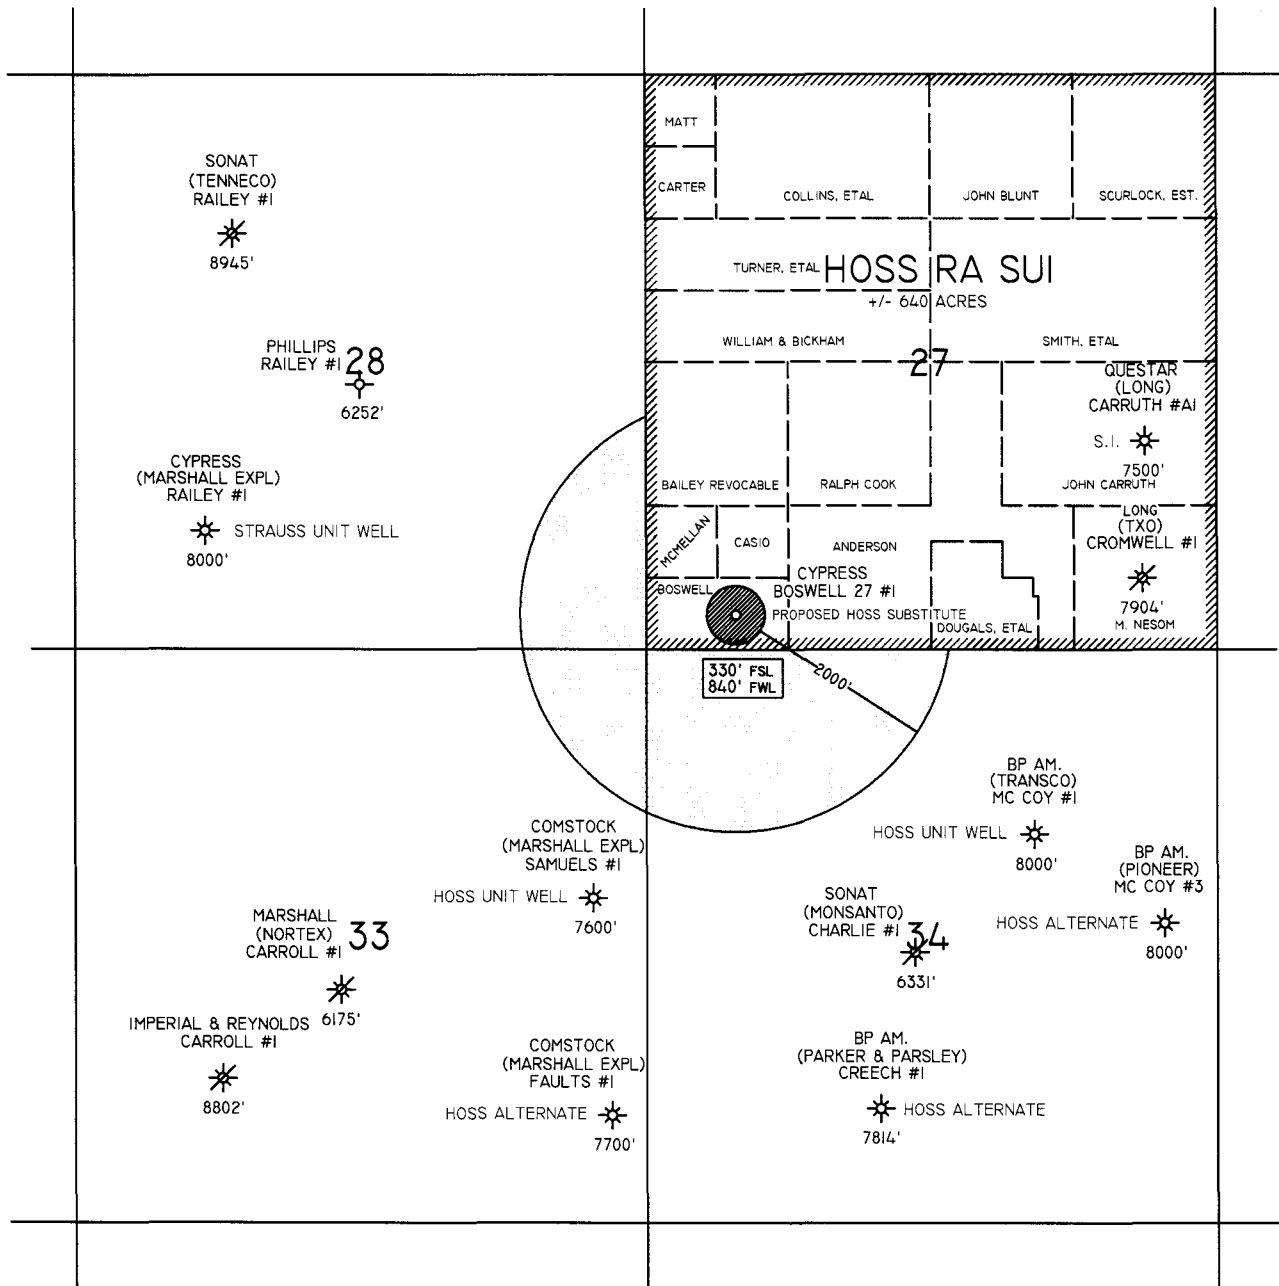 SONAT
(TENNECO)
RAILEY #1
8945'
PHILLIPS
RAILEY #1
28
6252'
CYPRESS
(MARSHALL EXPL)
RAILEY #1
STRAUSS UNIT WELL
8000'
MATT
CARTER
COLLINS, ETAL
JOHN BLUNT
SCURLOCK, EST.
TURNER, ETAL
HOSS RA SUI
+/- 640 ACRES
WILLIAM & BICKHAM
27
SMITH, ETAL
QUESTAR
(LONG)
CARRUTH #A1
S.I.
7500'
BAILEY REVOCABLE
RALPH COOK
JOHN CARRUTH
MCMELLAN
CASIO
ANDERSON
LONG
(TXO)
CROMWELL #1
7904'
M. NESOM
BOSWELL
CYPRESS
BOSWELL 27 #1
PROPOSED HOSS SUBSTITUTE
DOUGALS, ETAL
330' FSL
840' FWL
2000'
COMSTOCK
(MARSHALL EXPL)
SAMUELS #1
HOSS UNIT WELL
7600'
MARSHALL
(NORTEX)
CARROLL #1
33
6175'
IMPERIAL & REYNOLDS
CARROLL #1
8802'
COMSTOCK
(MARSHALL EXPL)
FAULTS #1
HOSS ALTERNATE
7700'
BP AM.
(TRANSCO)
MC COY #1
HOSS UNIT WELL
8000'
BP AM.
(PIONEER)
MC COY #3
HOSS ALTERNATE
8000'
SONAT
(MONSANTO)
CHARLIE #1
34
6331'
BP AM.
(PARKER & PARSLEY)
CREECH #1
HOSS ALTERNATE
7814'